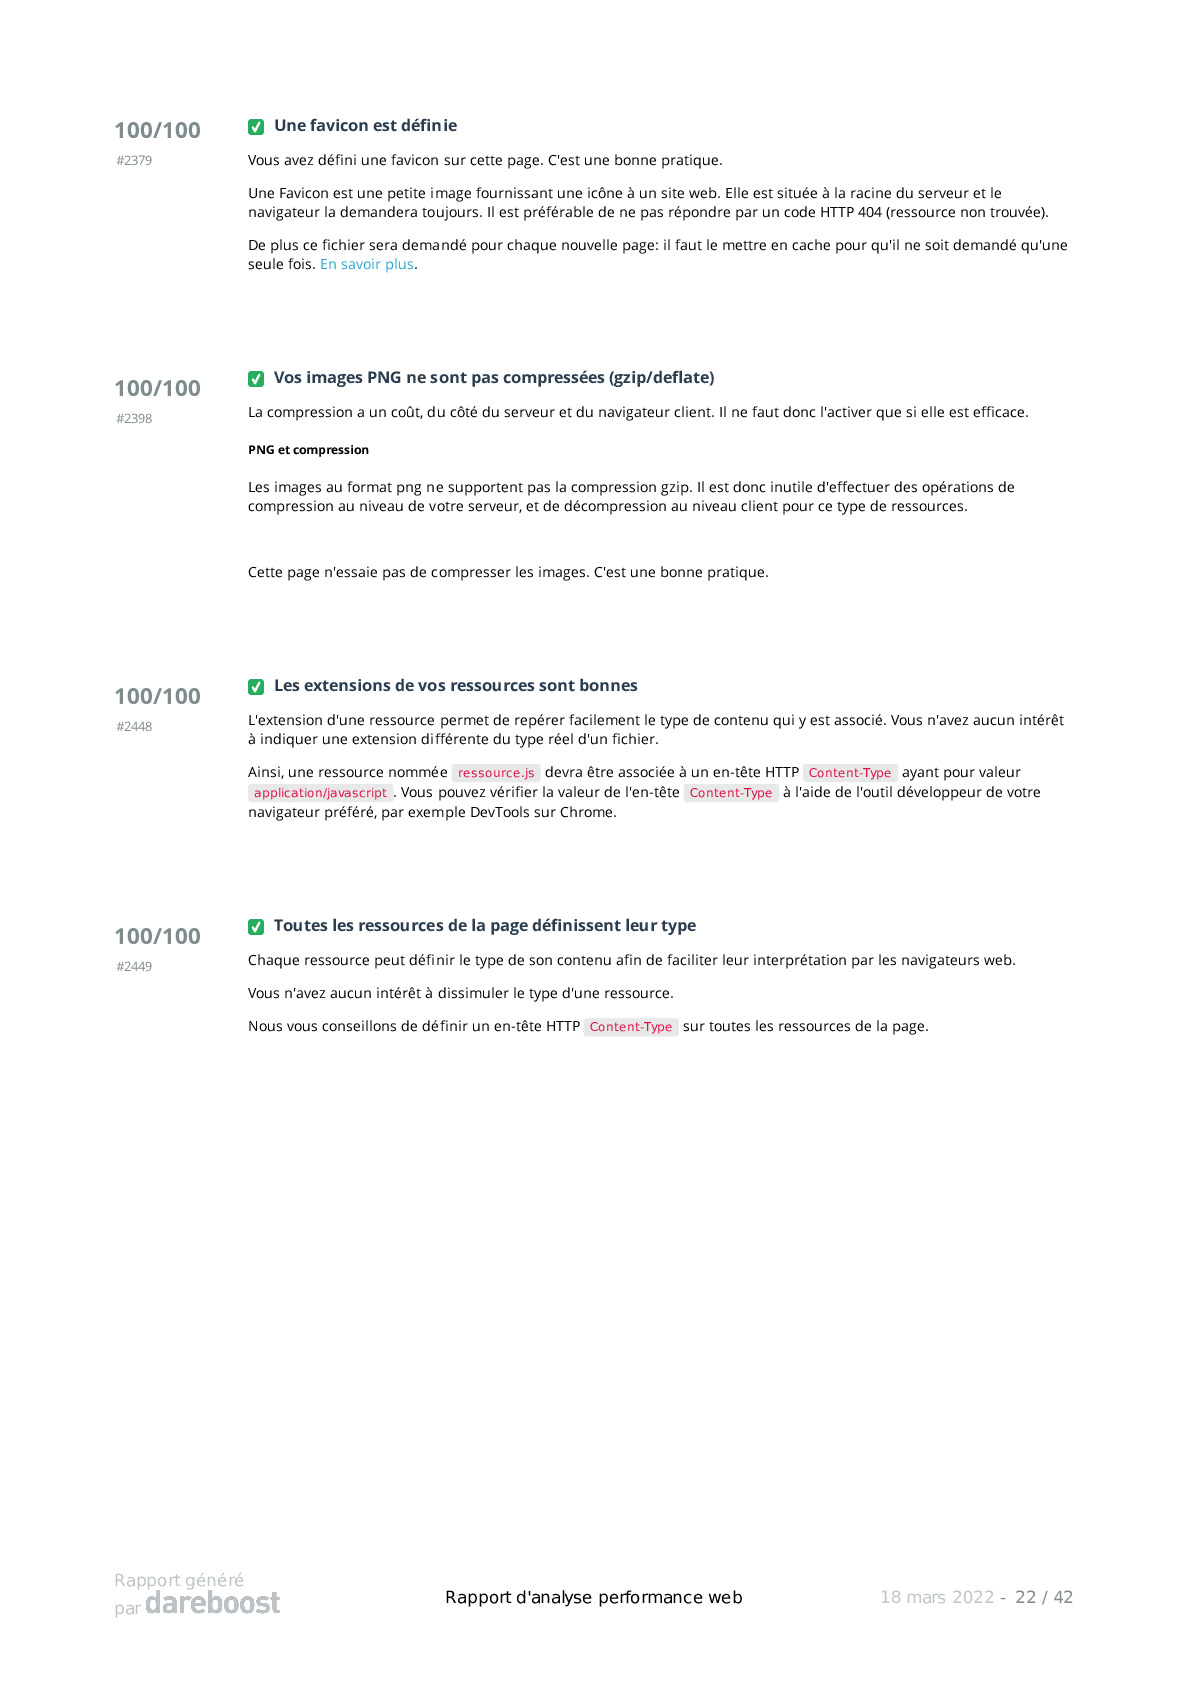 100/100
#2379
Une favicon est définie
Vous avez défini une favicon sur cette page. C'est une bonne pratique.
Une Favicon est une petite image fournissant une icône à un site web. Elle est située à la racine du serveur et le
navigateur la demandera toujours. Il est préférable de ne pas répondre par un code HTTP 404 (ressource non trouvée).
De plus ce fichier sera demandé pour chaque nouvelle page: il faut le mettre en cache pour qu'il ne soit demandé qu'une
seule fois. En savoir plus.
100/100
#2398
Vos images PNG ne sont pas compressées (gzip/deflate)
La compression a un coût, du côté du serveur et du navigateur client. Il ne faut donc l'activer que si elle est efficace.
PNG et compression
Les images au format png ne supportent pas la compression gzip. Il est donc inutile d'effectuer des opérations de
compression au niveau de votre serveur, et de décompression au niveau client pour ce type de ressources.
Cette page n'essaie pas de compresser les images. C'est une bonne pratique.
100/100
#2448
Les extensions de vos ressources sont bonnes
L'extension d'une ressource permet de repérer facilement le type de contenu qui y est associé. Vous n'avez aucun intérêt
à indiquer une extension différente du type réel d'un fichier.
Ainsi, une ressource nommée ressource.js devra être associée à un en-tête HTTP Content-Type ayant pour valeur
application/javascript. Vous pouvez vérifier la valeur de l'en-tête Content-Type à l'aide de l'outil développeur de votre
navigateur préféré, par exemple DevTools sur Chrome.
100/100
#2449
Toutes les ressources de la page définissent leur type
Chaque ressource peut définir le type de son contenu afin de faciliter leur interprétation par les navigateurs web.
Vous n'avez aucun intérêt à dissimuler le type d'une ressource.
Nous vous conseillons de définir un en-tête HTTP Content-Type sur toutes les ressources de la page.
Rapport généré
par dareboost
Rapport d'analyse performance web
18 mars 2022 - 22 / 42